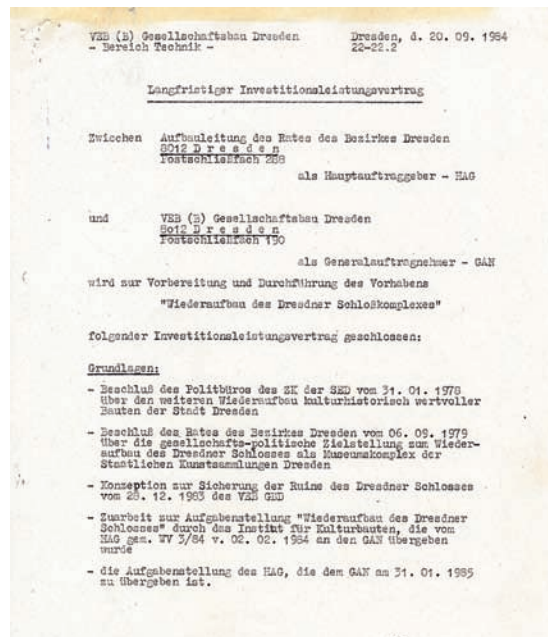 VEB (B) Gesellschaftsbau Dresden Dresden, d. 20. 09. 1984
- Bereich Technik - 22-22.2
Langfristiger Investitionsleistungsvertrag
Zwischen Aufbauleitung des Rates des Bezirkes Dresden
8012 D r e s d e n
Postschließfach 288
als Hauptauftraggeber - HAG
und VEB (B) Gesellschaftsbau Dresden
8012 D r e s d e n
Postschließfach 190
als Generalauftragnehmer - GAN
wird zur Vorbereitung und Durchführung des Vorhabens
"Wiederaufbau des Dresdner Schloßkomplexes"
folgender Investitionsleistungsvertrag geschlossen:
Grundlagen:
- Beschluß des Politbüros des ZK der SED vom 31. 01. 1978
über den weiteren Wiederaufbau kulturhistorisch wertvoller
Bauten der Stadt Dresden
- Beschluß des Rates des Bezirkes Dresden vom 06. 09. 1979
über die gesellschafts-politische Zielstellung zum Wieder-
aufbau des Dresdner Schlosses als Museumskomplex der
Staatlichen Kunstsammlungen Dresden
- Konzeption zur Sicherung der Ruine des Dresdner Schlosses
vom 28. 12. 1983 des VEB GBD
- Zuarbeit zur Aufgabenstellung "Wiederaufbau des Dresdner
Schlosses" durch das Institut für Kulturbauten, die vom
HAG gem. WV 3/84 v. 02. 02. 1984 an den GAN übergeben
wurde
- die Aufgabenstellung des HAG, die dem GAN am 31. 01. 1985
zu übergeben ist.